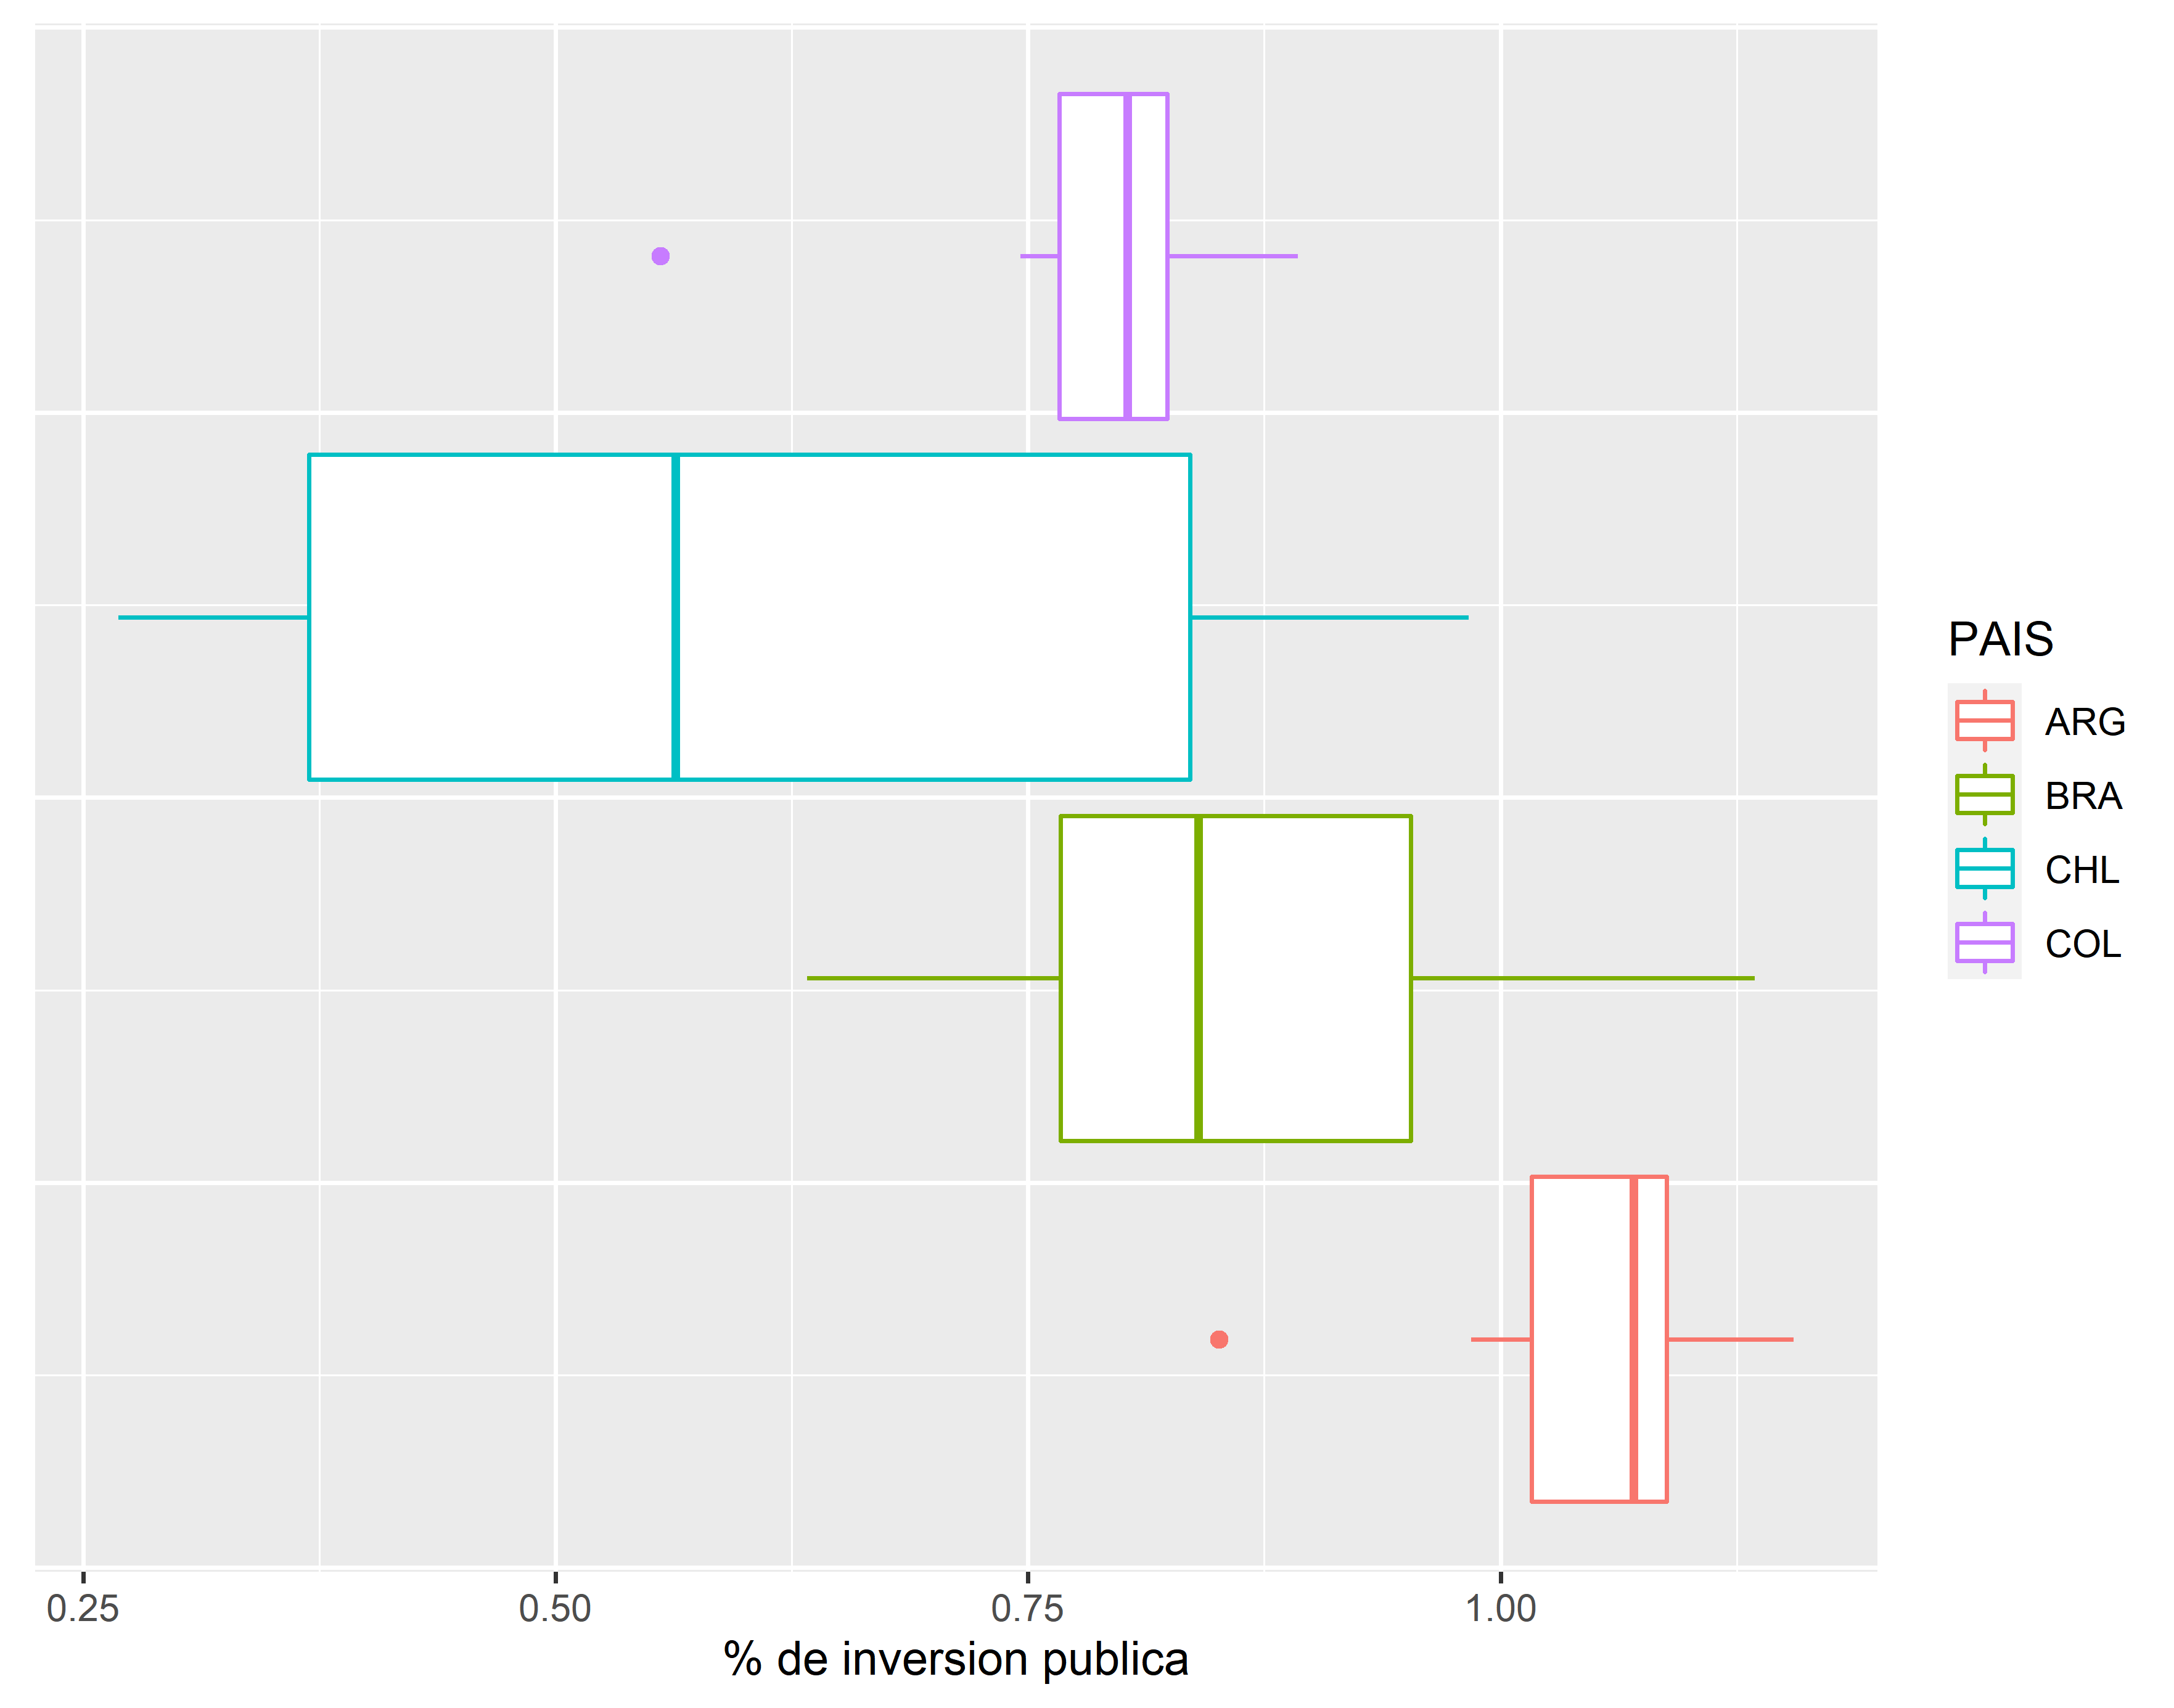 PAIS
ARG
BRA
CHL
COL
0.25 0.50 0.75 1.00
% de inversion publica